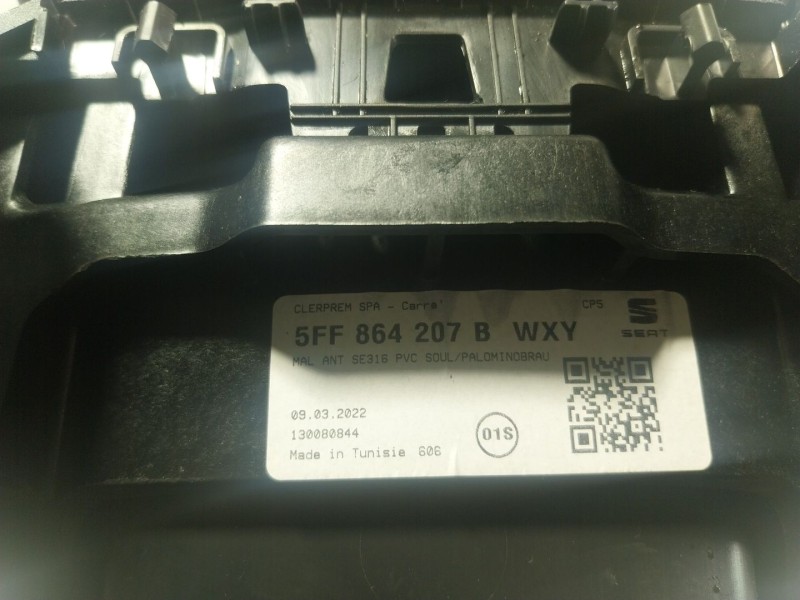 CLERPREM SPA - Carre'
CPS
5FF 864 207 B WXY
SEAT
MAL ANT SE316 PVC SOUL/PALOMINOBRAU
09.03.2022
130080844
01S
Made in Tunisie 606